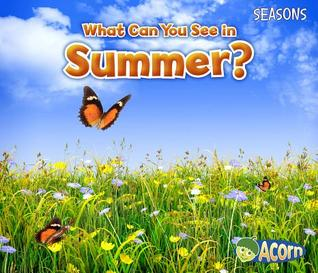 SEASONS
What Can You See in
Summer?
Acorn